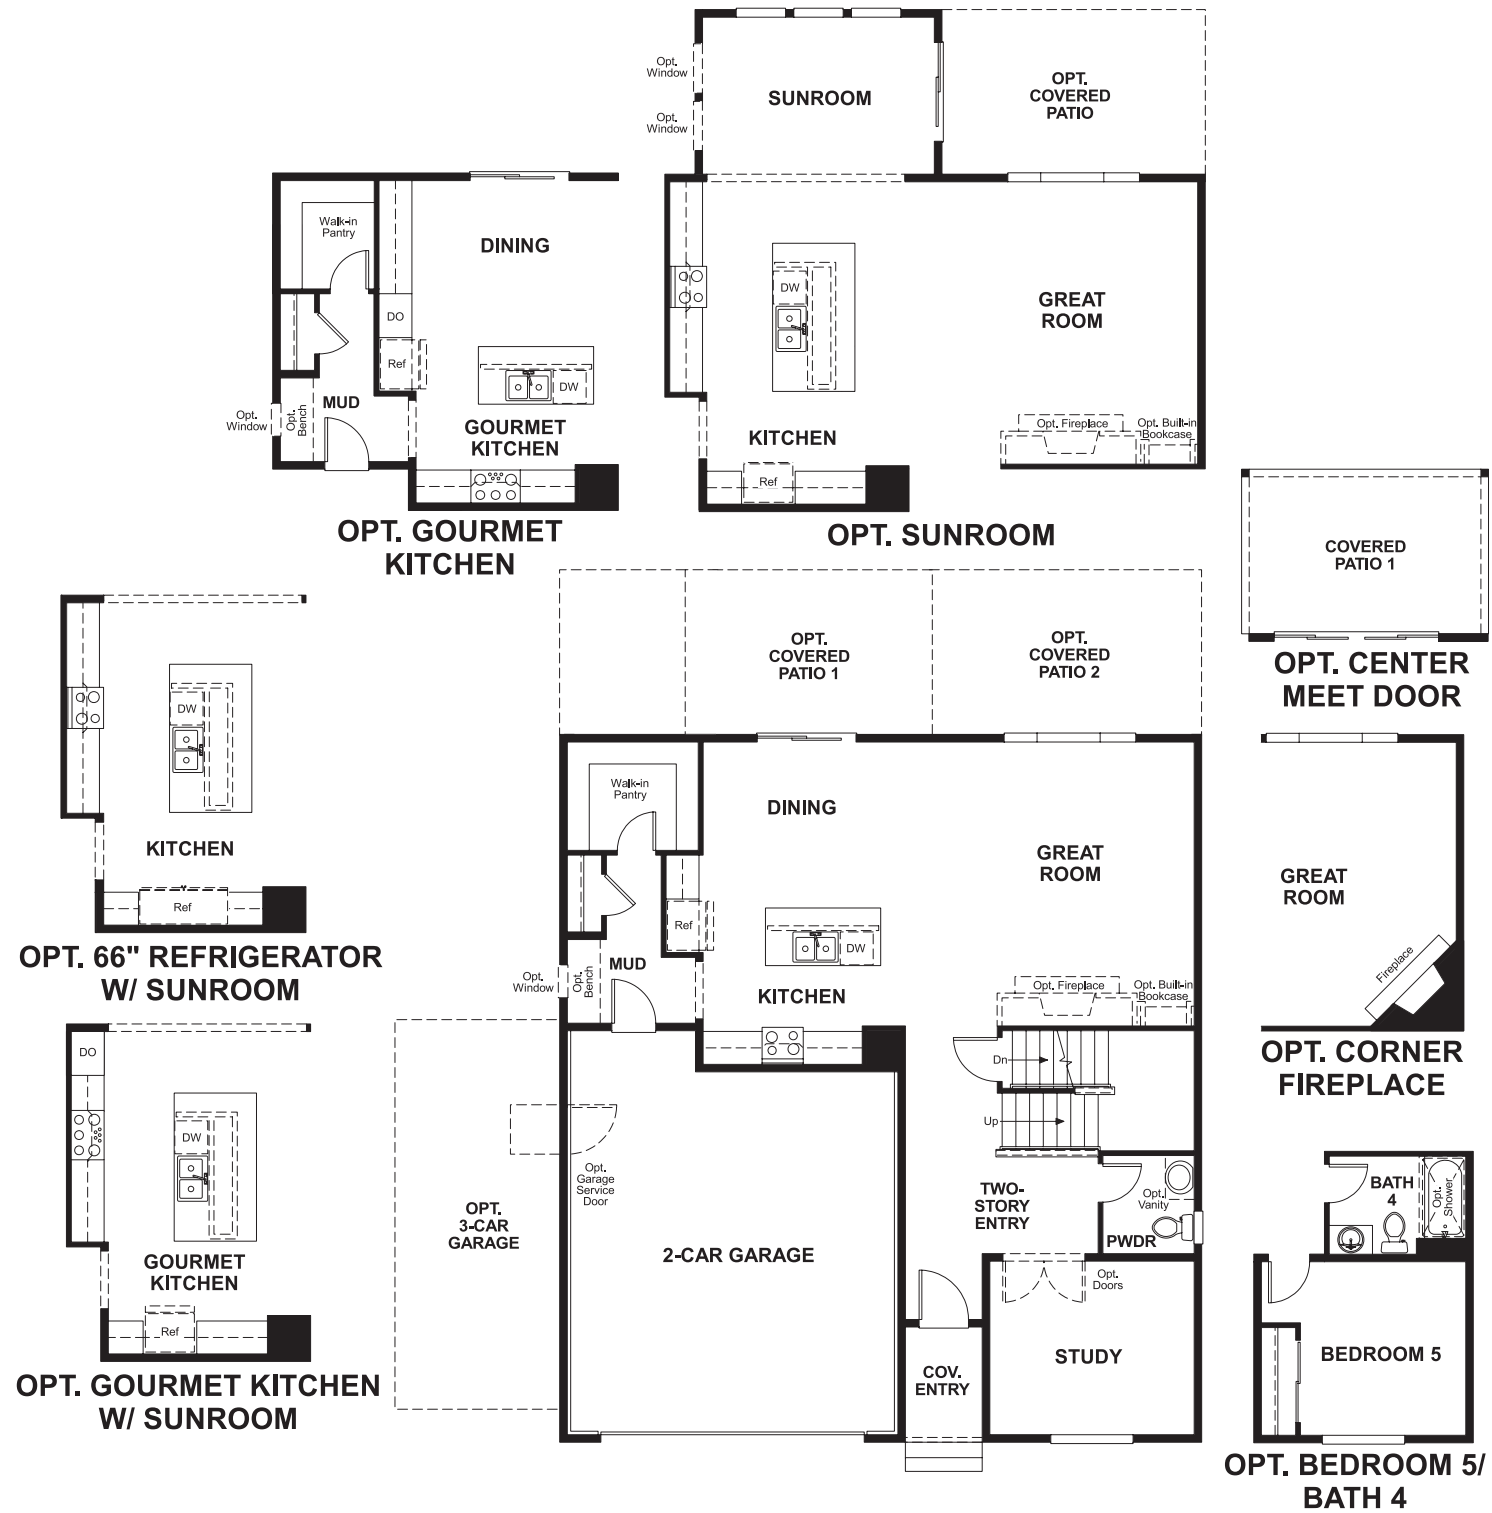 Opt.
Window
Opt.
Window
SUNROOM
OPT.
COVERED
PATIO
Walk-in
Pantry
DINING
DO
Ref
DW
MUD
Opt.
Window
Opt.
Bench
GOURMET
KITCHEN
OPT. GOURMET
KITCHEN
DW
GREAT
ROOM
Opt. Fireplace
Opt. Built-in
Bookcase
KITCHEN
Ref
OPT. SUNROOM
COVERED
PATIO 1
OPT. CENTER
MEET DOOR
DW
KITCHEN
Ref
OPT. 66" REFRIGERATOR
W/ SUNROOM
OPT.
COVERED
PATIO 1
OPT.
COVERED
PATIO 2
Walk-in
Pantry
DINING
GREAT
ROOM
Ref
DW
MUD
Opt.
Window
Opt.
Bench
KITCHEN
Opt. Fireplace
Opt. Built-in
Bookcase
GREAT
ROOM
Fireplace
OPT. CORNER
FIREPLACE
DO
DW
GOURMET
KITCHEN
Ref
OPT. GOURMET KITCHEN
W/ SUNROOM
Dn
Up
Opt.
Garage
Service
Door
OPT.
3-CAR
GARAGE
2-CAR GARAGE
TWO-
STORY
ENTRY
Opt.
Vanity
PWDR
Opt.
Doors
STUDY
COV.
ENTRY
BATH
4
Opt.
Shower
BEDROOM 5
OPT. BEDROOM 5/
BATH 4